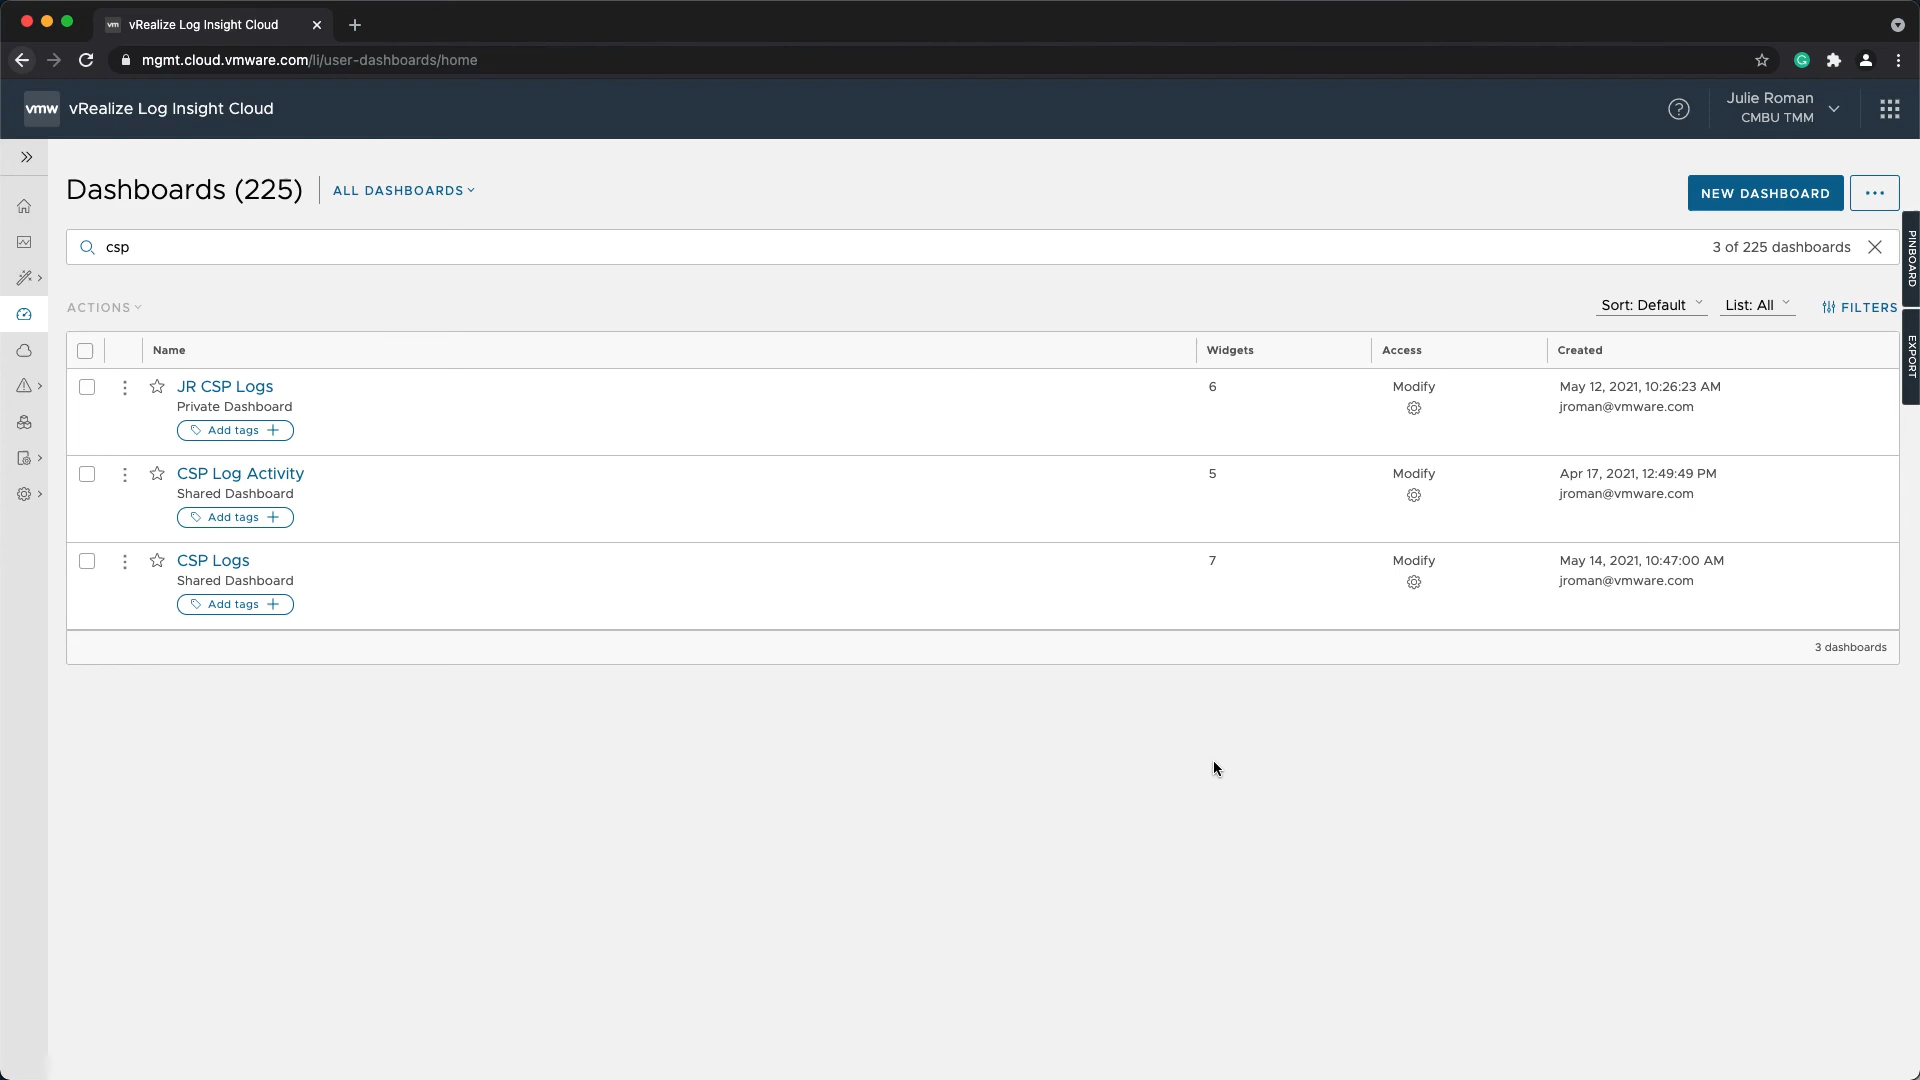 vm vRealize Log Insight Cloud
mgmt.cloud.vmware.com/li/user-dashboards/home
vmw vRealize Log Insight Cloud
Julie Roman
CMBU TMM
Dashboards (225)
ALL DASHBOARDS
NEW DASHBOARD
csp
3 of 225 dashboards
PINBOARD
EXPORT
ACTIONS
Sort: Default
List: All
FILTERS
Name Widgets Access Created
JR CSP Logs 6 Modify May 12, 2021, 10:26:23 AM
Private Dashboard jroman@vmware.com
Add tags
CSP Log Activity 5 Modify Apr 17, 2021, 12:49:49 PM
Shared Dashboard jroman@vmware.com
Add tags
CSP Logs 7 Modify May 14, 2021, 10:47:00 AM
Shared Dashboard jroman@vmware.com
Add tags
3 dashboards